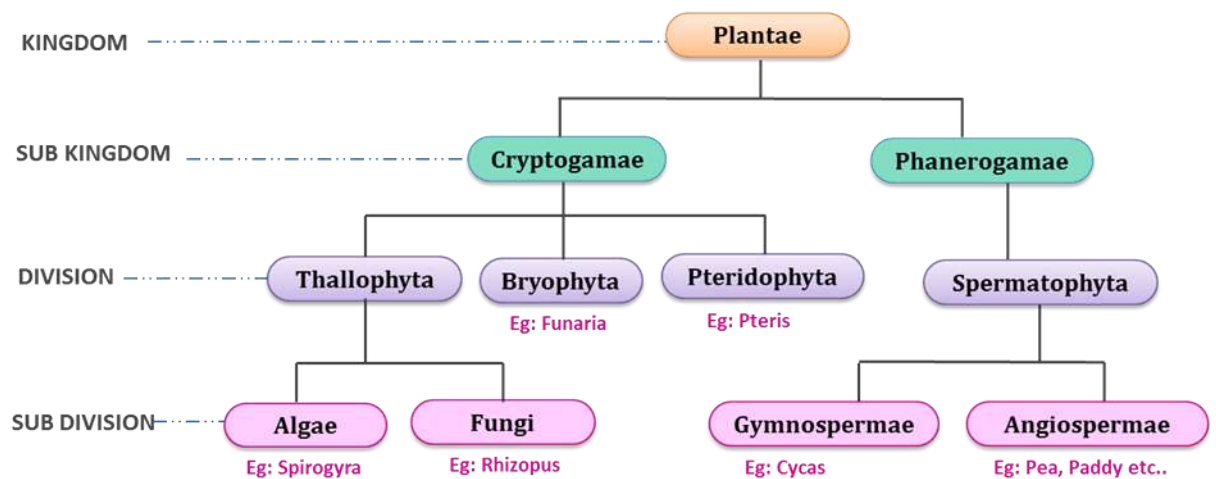 KINGDOM
Plantae
SUB KINGDOM
Cryptogamae
Phanerogamae
DIVISION
Thallophyta
Bryophyta
Pteridophyta
Spermatophyta
Eg: Funaria
Eg: Pteris
SUB DIVISION
Algae
Fungi
Gymnospermae
Angiospermae
Eg: Spirogyra
Eg: Rhizopus
Eg: Cycas
Eg: Pea, Paddy etc..